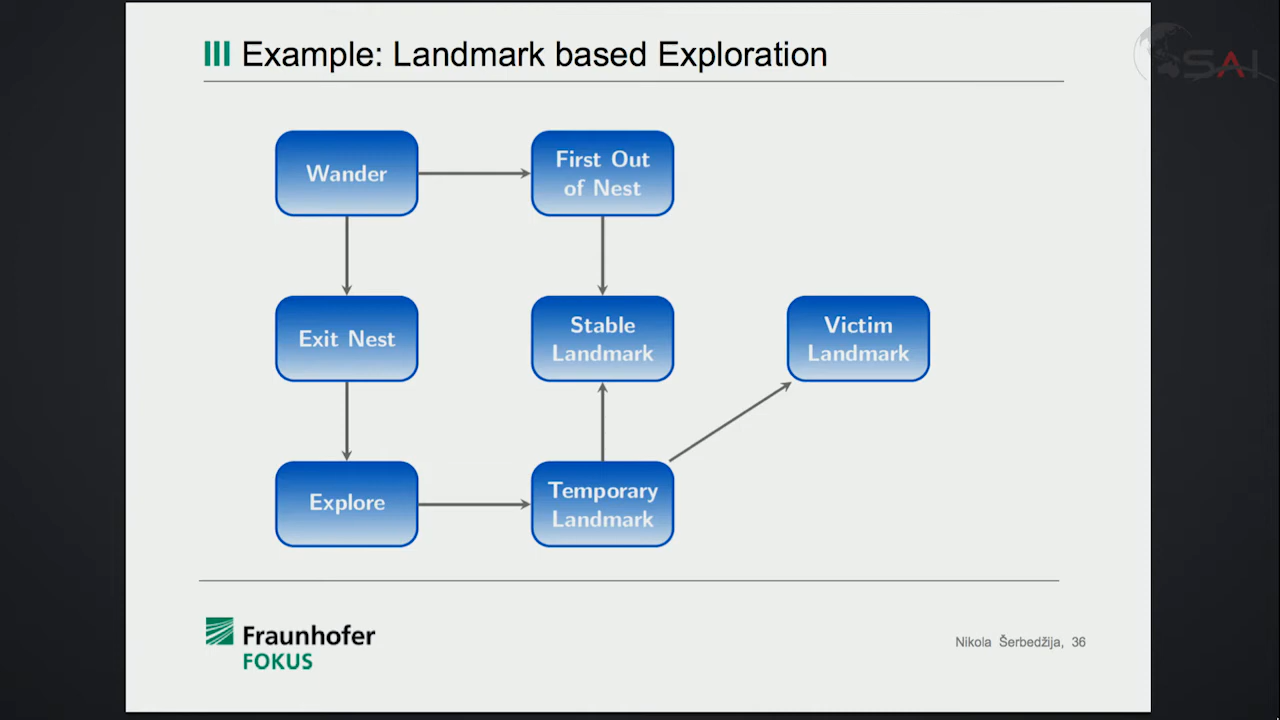 Example: Landmark based Exploration
SAI
Wander
First Out
of Nest
Exit Nest
Stable
Landmark
Victim
Landmark
Explore
Temporary
Landmark
Fraunhofer
FOKUS
Nikola Šerbedžija, 36